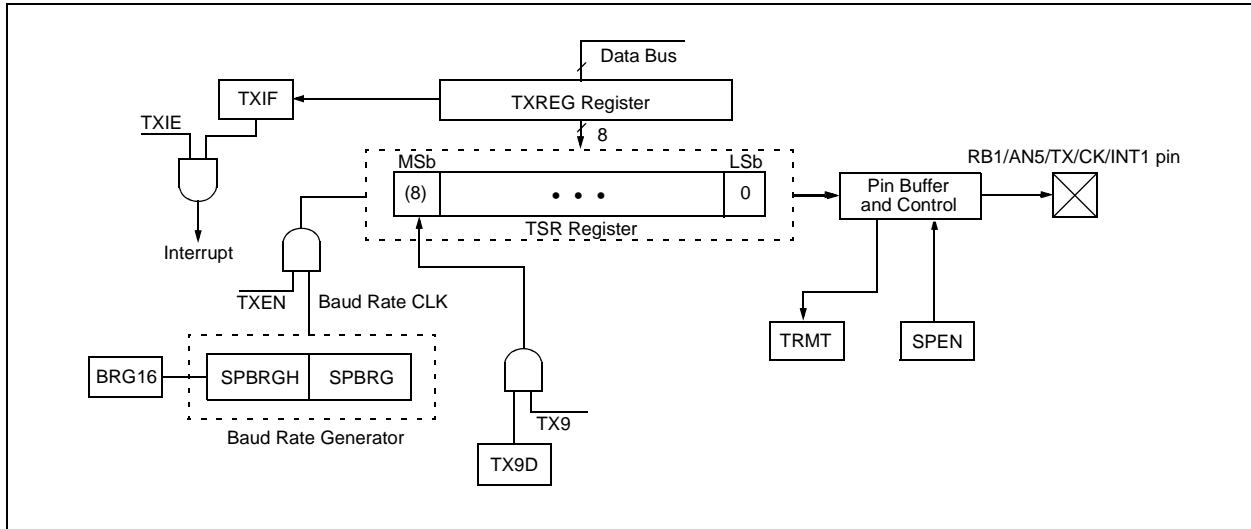 Data Bus
TXIF
TXREG Register
TXIE
8
MSb
LSb
RB1/AN5/TX/CK/INT1 pin
(8)
• • •
0
Pin Buffer
and Control
TSR Register
Interrupt
TXEN
Baud Rate CLK
TRMT
SPEN
BRG16
SPBRGH
SPBRG
TX9
Baud Rate Generator
TX9D